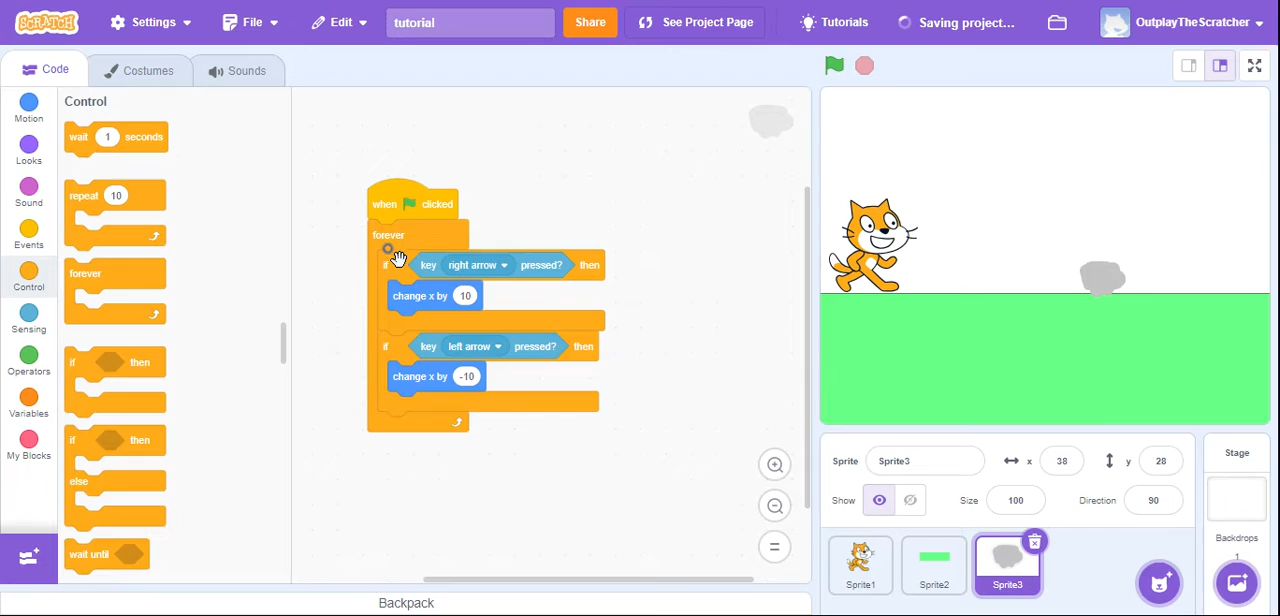 SCRATCH Settings File Edit tutorial Share See Project Page Tutorials Saving project... OutplayTheScratcher
Code Costumes Sounds
Motion
Looks
Sound
Events
Control
Sensing
Operators
Variables
My Blocks
Control
wait 1 seconds
repeat 10
forever
if then
if then
else
wait until
when clicked
forever
if key right arrow pressed? then
change x by 10
if key left arrow pressed? then
change x by -10
Sprite Sprite3 x 38 y 28
Show Size 100 Direction 90
Sprite1 Sprite2 Sprite3
Stage
Backdrops
1
Backpack